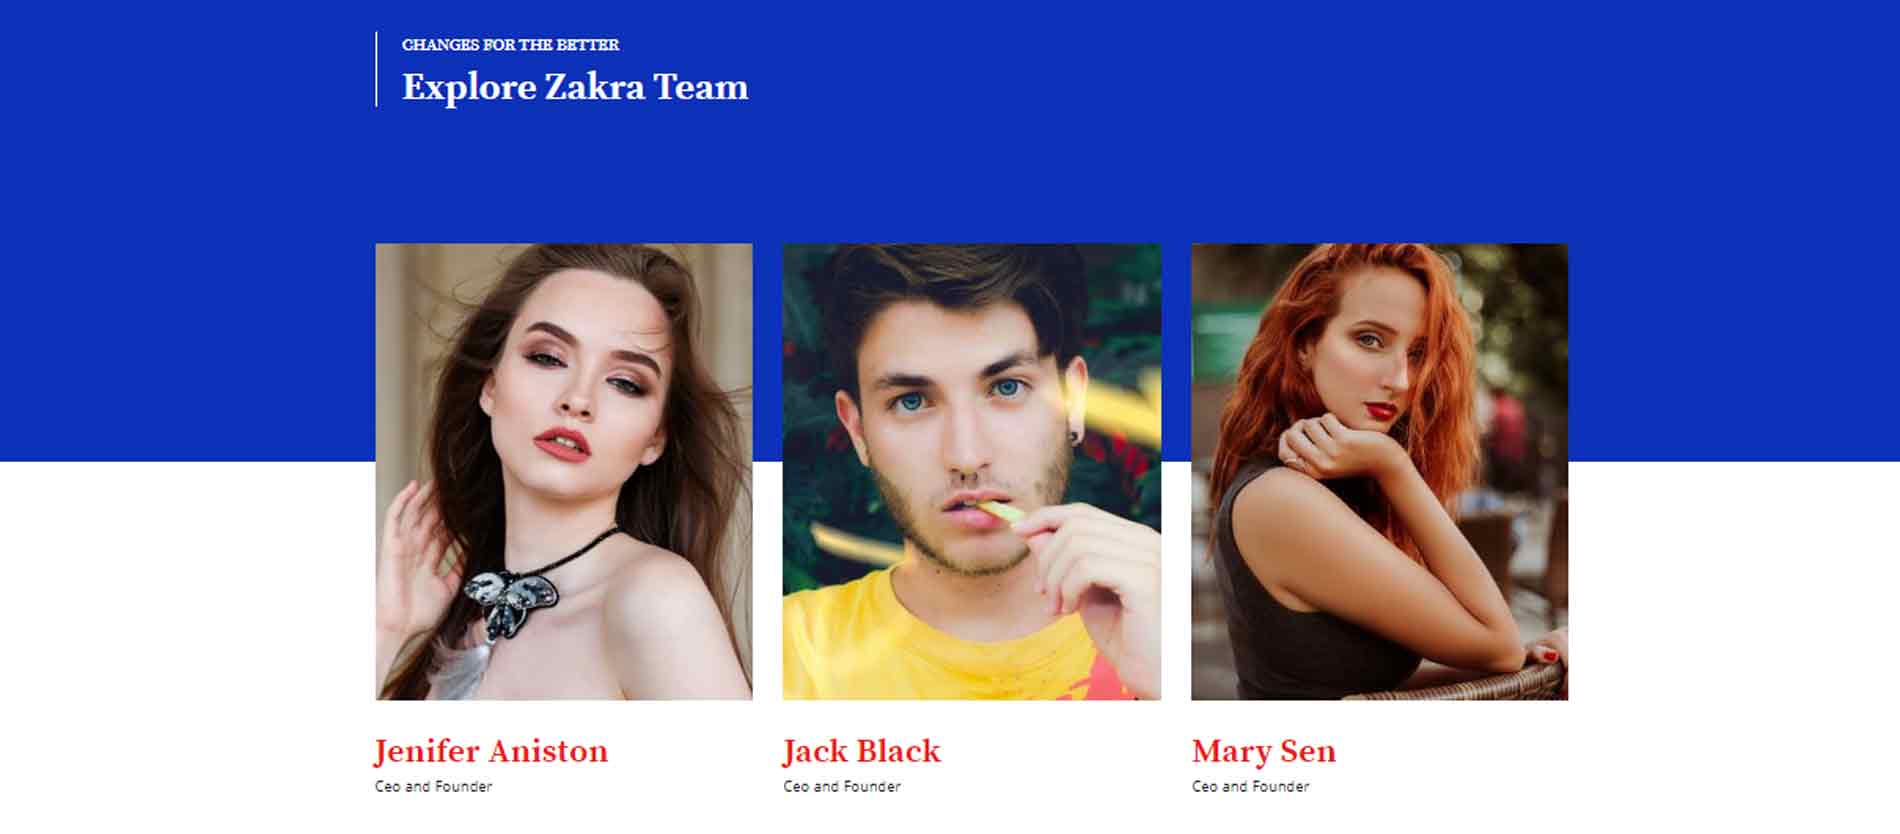 CHANGES FOR THE BETTER
Explore Zakra Team
Jenifer Aniston
Ceo and Founder
Jack Black
Ceo and Founder
Mary Sen
Ceo and Founder